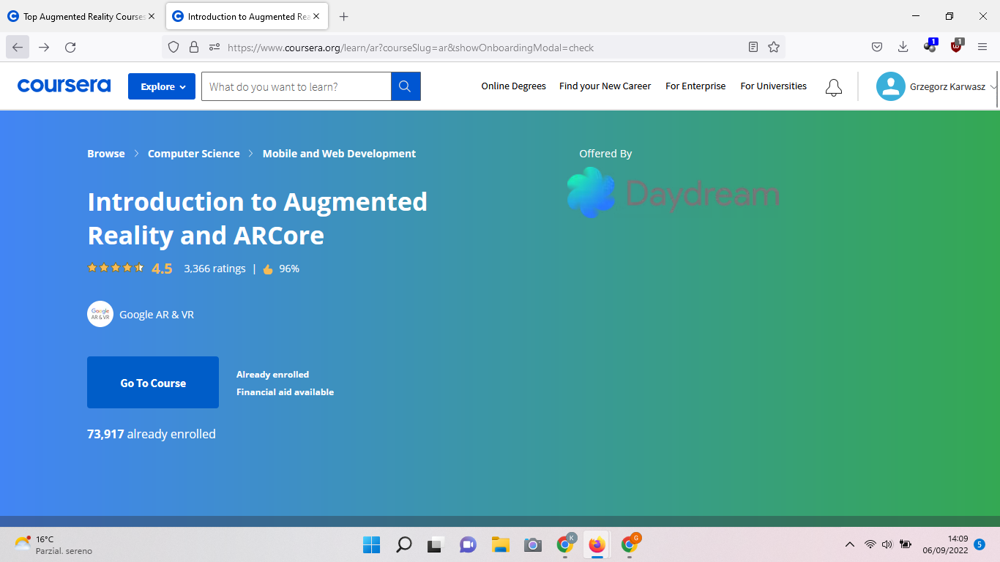 Top Augmented Reality Courses
Introduction to Augmented Rea
https://www.coursera.org/learn/ar?courseSlug=ar&showOnboardingModal=check
1
1
coursera
Explore
What do you want to learn?
Online Degrees
Find your New Career
For Enterprise
For Universities
Grzegorz Karwasz
Browse
Computer Science
Mobile and Web Development
Offered By
Daydream
Introduction to Augmented
Reality and ARCore
4.5
3,366 ratings | 96%
Google
AR & VR
Google AR & VR
Go To Course
Already enrolled
Financial aid available
73,917 already enrolled
16°C
Parzial. sereno
K
G
14:09
06/09/2022
5